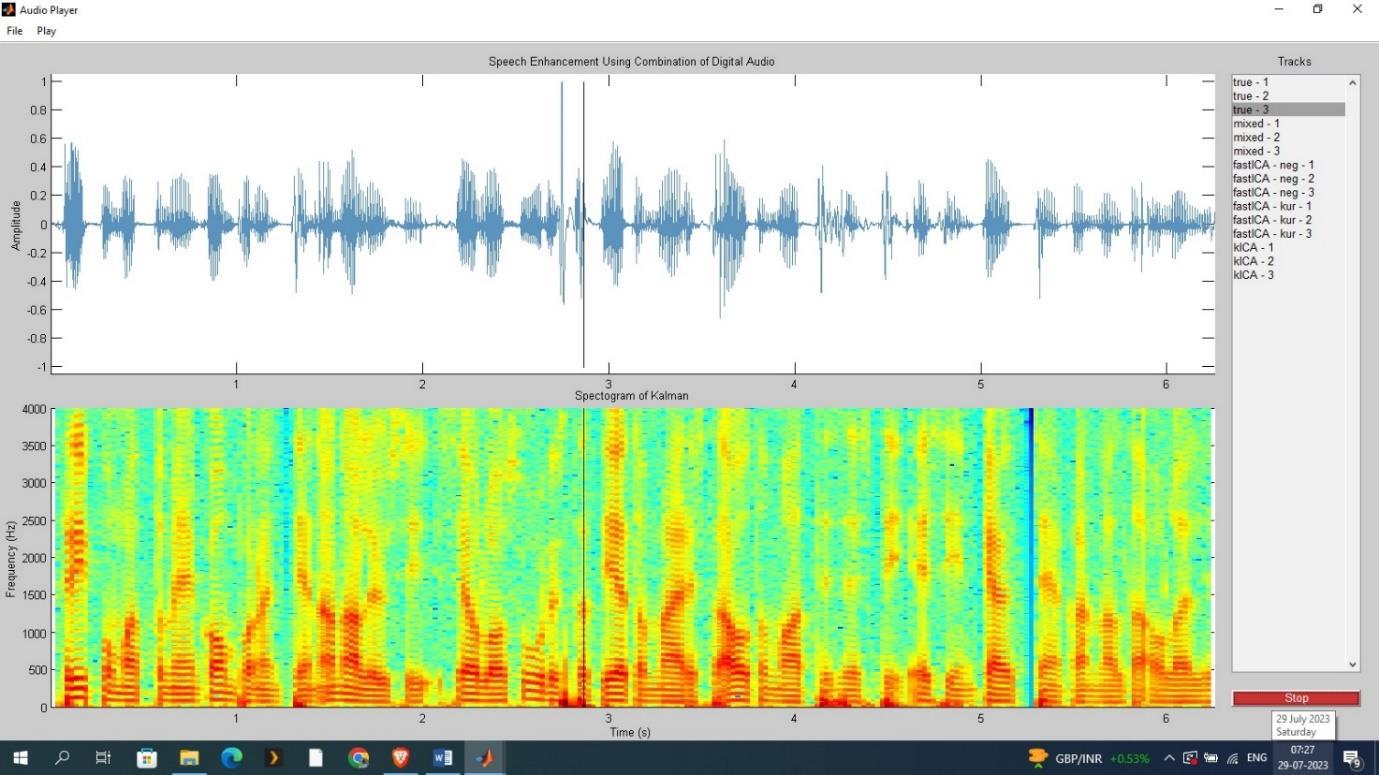 Audio Player
File Play
Speech Enhancement Using Combination of Digital Audio
Tracks
1
0.8
0.6
0.4
0.2
0
-0.2
-0.4
-0.6
-0.8
-1
Amplitude
1 2 3 4 5 6
true - 1
true - 2
true - 3
mixed - 1
mixed - 2
mixed - 3
fastICA - neg - 1
fastICA - neg - 2
fastICA - neg - 3
fastICA - kur - 1
fastICA - kur - 2
fastICA - kur - 3
kICA - 1
kICA - 2
kICA - 3
Spectogram of Kalman
4000
3500
3000
2500
2000
1500
1000
500
0
Frequency (Hz)
1 2 3 4 5 6
Time (s)
Stop
29 July 2023
Saturday
GBP/INR +0.53% ENG
07:27
29-07-2023
9